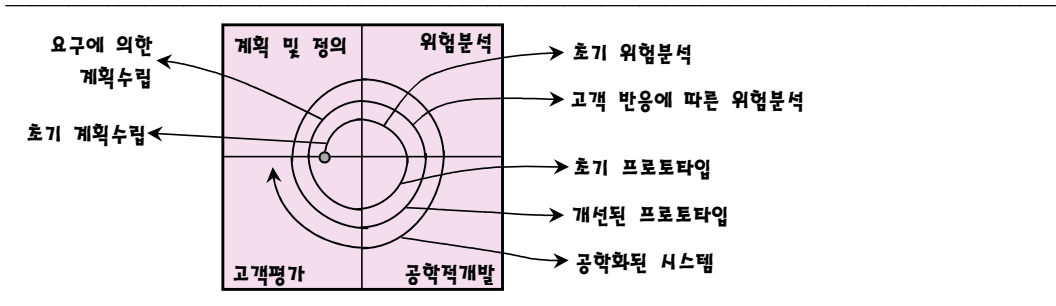 요구에 의한
계획수립
초기 계획수립
계획 및 정의
위험분석
고객평가
공학적개발
초기 위험분석
고객 반응에 따른 위험분석
초기 프로토타입
개선된 프로토타입
공학화된 시스템